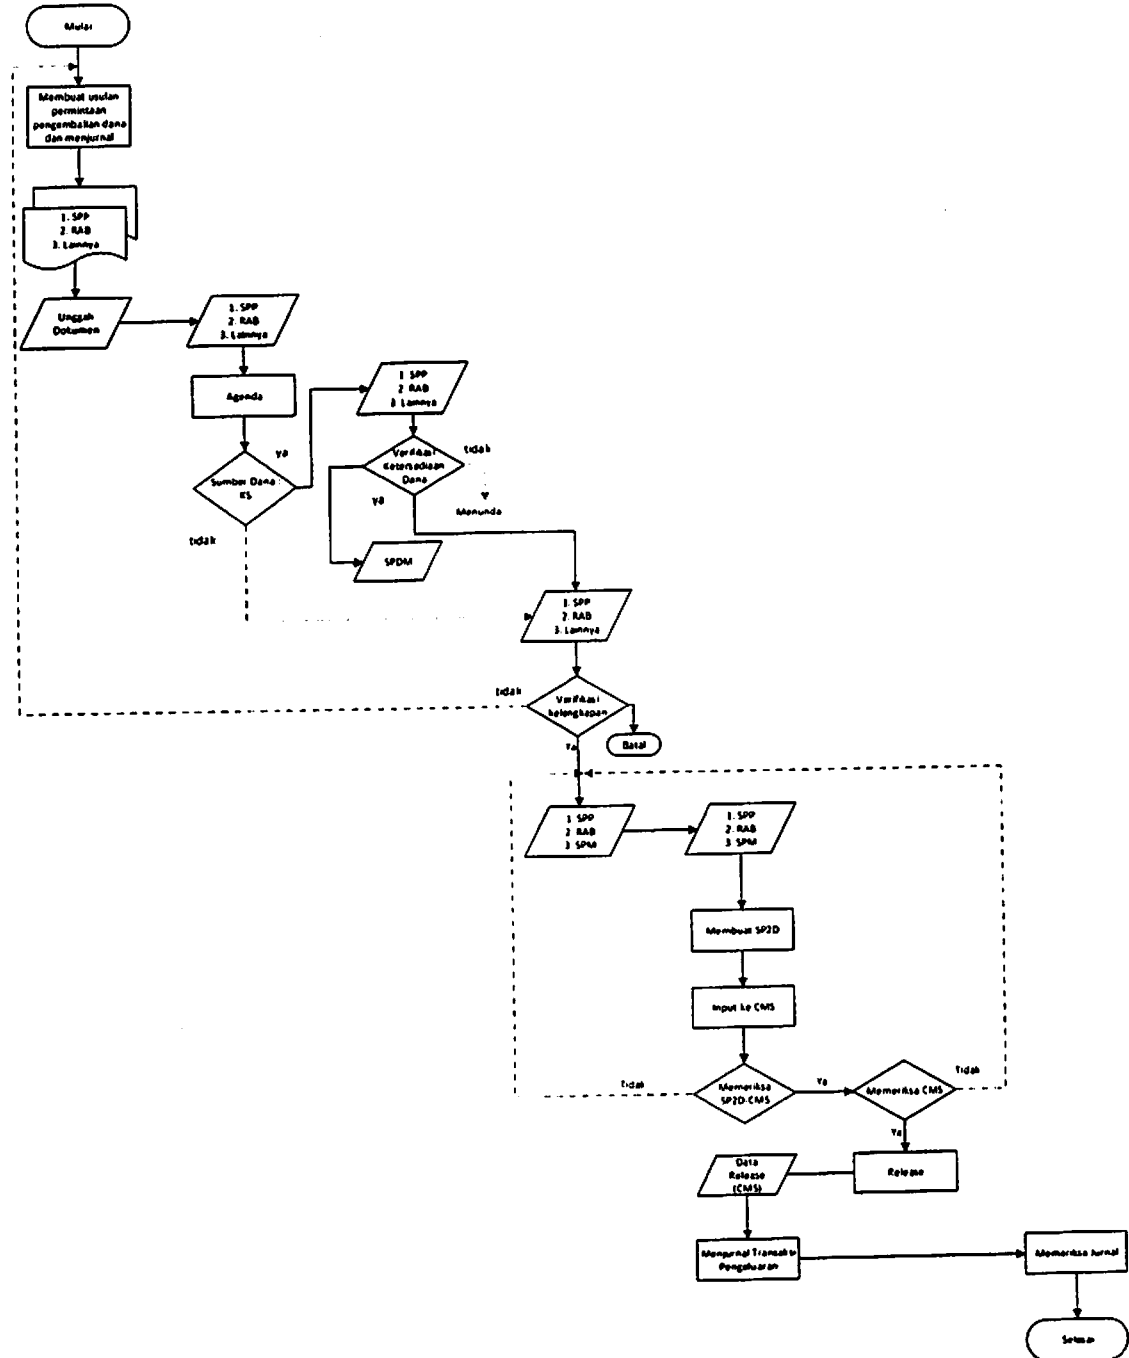 Mulai
Membuat usulan
permintaan
pengembalian dana
dan menjurnal
1. SPP
2. RAB
3. Lainnya
Unggah
Dokumen
1. SPP
2. RAB
3. Lainnya
Agenda
ya
Sumber Dana :
KS
tidak
1 SPP
2 RAB
3 Lainnya
Verifikasi
Ketersediaan
Dana
tidak
ya
Menunda
SPDM
1. SPP
2. RAB
3. Lainnya
tidak
Verifikasi
kelengkapan
Batal
Ya
1 SPP
2 RAB
3 SPM
1. SPP
2. RAB
3 SPM
Membuat SP2D
Input ke CMS
Tidak
Memeriksa
SP2D-CMS
Ya
Memeriksa CMS
Tidak
Ya
Release
Data
Release
(CMS)
Menjurnal Transaksi
Pengeluaran
Memeriksa Jurnal
Selesai